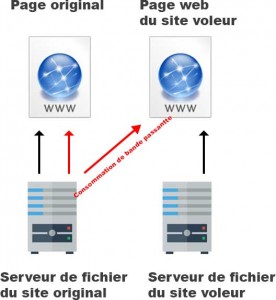 Page original
Page web
du site voleur
WWW
WWW
Consommation de bande passante
Serveur de fichier
du site original
Serveur de fichier
du site voleur